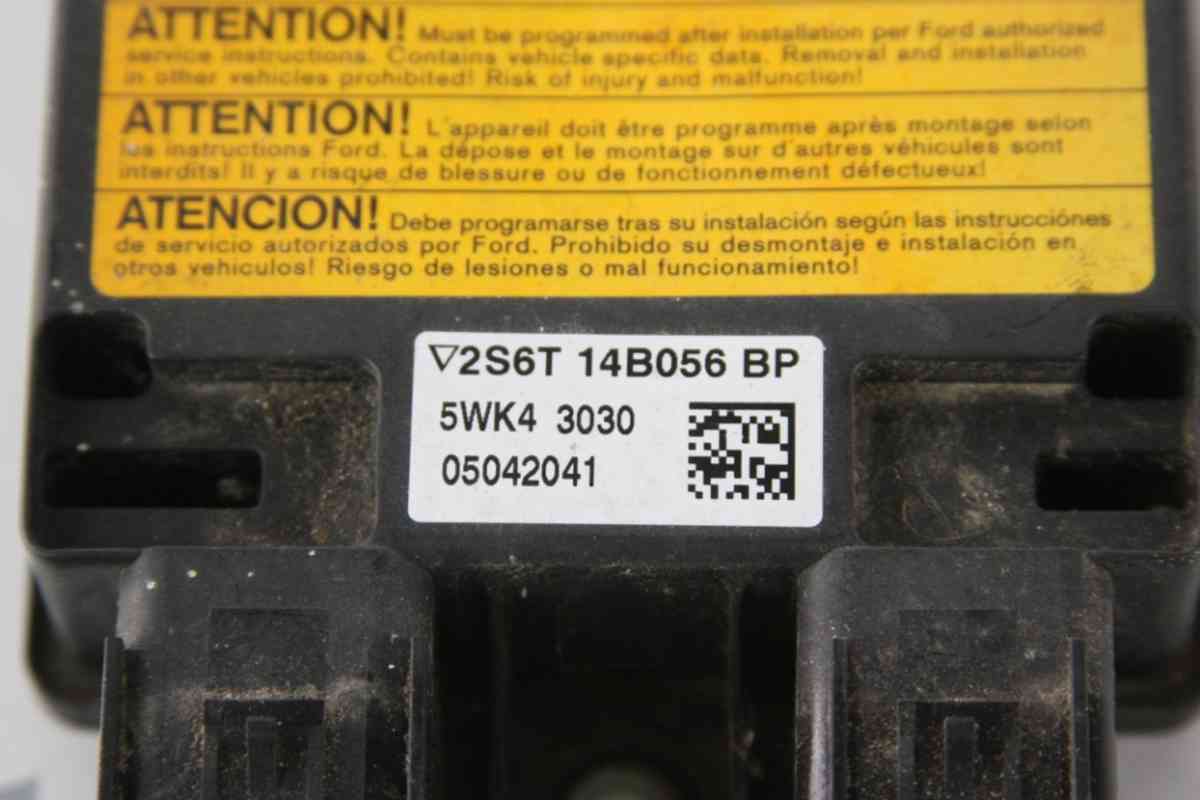 ATTENTION! Must be programmed after installation per Ford authorized
service instructions. Contains vehicle specific data. Removal and installation
in other vehicles prohibited! Risk of injury and malfunction!
ATTENTION! L'appareil doit être programme après montage selon
les instructions Ford. La dépose et le montage sur d'autres véhicules sont
interdits! Il y a risque de blessure ou de fonctionnement défectueux!
ATENCION! Debe programarse tras su instalación según las instrucciónes
de servicio autorizados por Ford. Prohibido su desmontaje e instalación en
otros vehiculos! Riesgo de lesiones o mal funcionamiento!
▽2S6T 14B056 BP
5WK4 3030
05042041